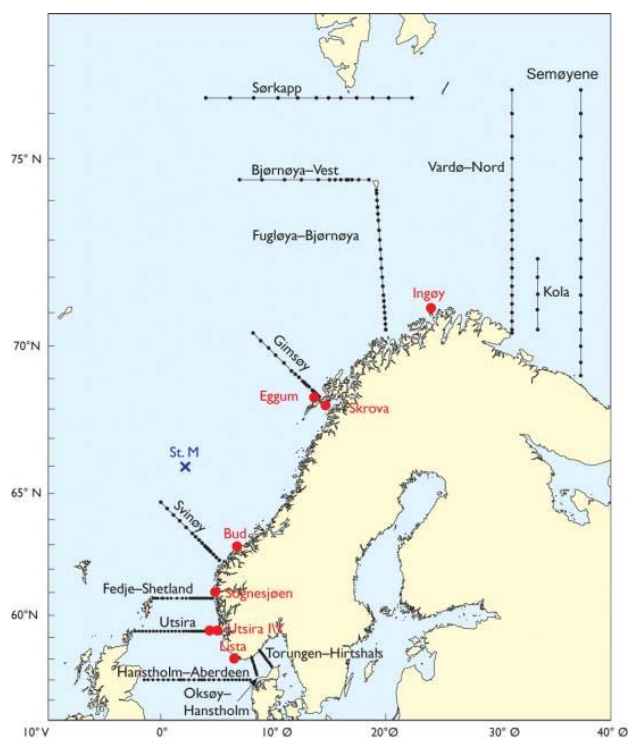 Sørkapp
Semøyene
75° N
Bjørnøya–Vest
Vardø–Nord
Fugløya–Bjørnøya
Ingøy
Kola
70° N
Gimsøy
Eggum
Skrova
St. M
65° N
Svinøy
Bud
Fedje–Shetland
Sognesjøen
60° N
Utsira
Utsira I\Y
Lista
Torungen–Hirtshals
Hanstholm–Aberdeen
Oksøy–
Hanstholm
10°V
0°
10° Ø
20° Ø
30° Ø
40° Ø